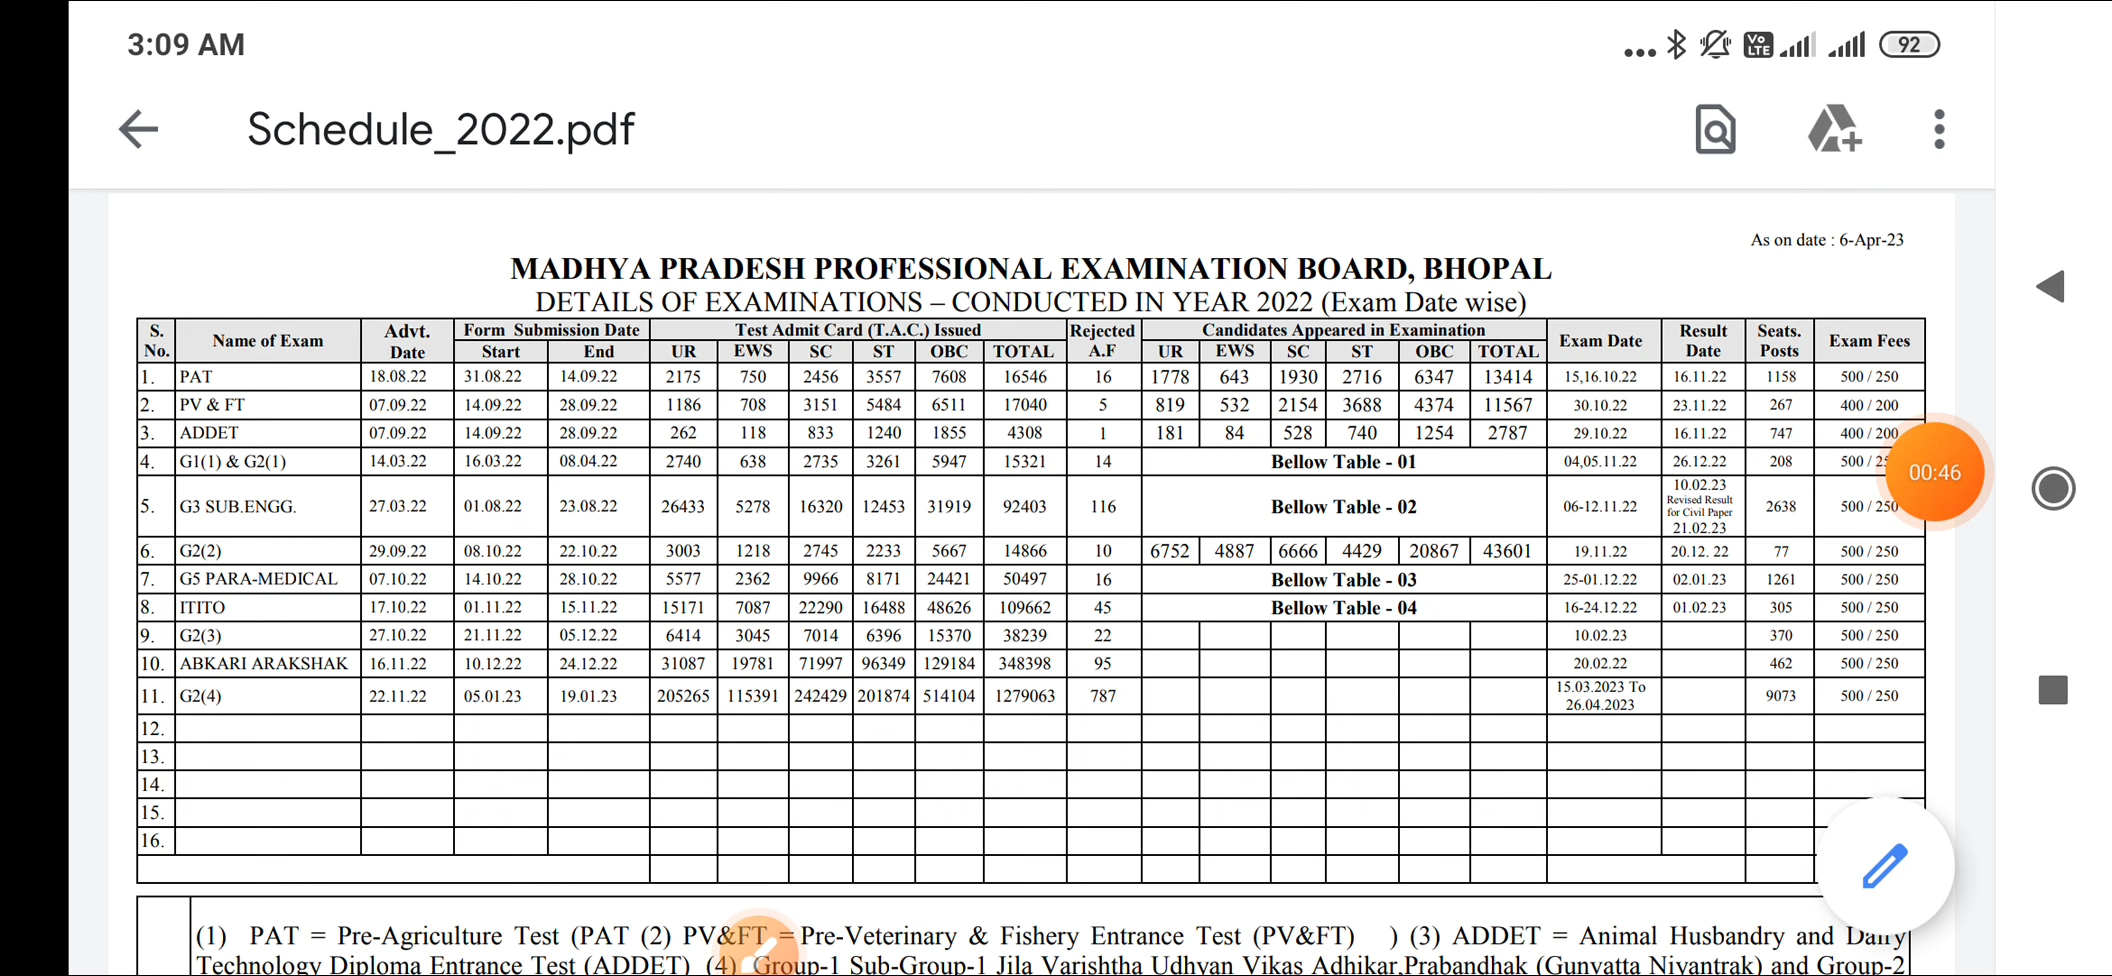 3:09 AM
VoLTE 92
Schedule_2022.pdf
As on date : 6-Apr-23
MADHYA PRADESH PROFESSIONAL EXAMINATION BOARD, BHOPAL
DETAILS OF EXAMINATIONS – CONDUCTED IN YEAR 2022 (Exam Date wise)
S. No. Name of Exam Advt. Date Form Submission Date Test Admit Card (T.A.C.) Issued Rejected A.F Candidates Appeared in Examination Exam Date Result Date Seats. Posts Exam Fees
Start End UR EWS SC ST OBC TOTAL UR EWS SC ST OBC TOTAL
1. PAT 18.08.22 31.08.22 14.09.22 2175 750 2456 3557 7608 16546 16 1778 643 1930 2716 6347 13414 15,16.10.22 16.11.22 1158 500 / 250
2. PV & FT 07.09.22 14.09.22 28.09.22 1186 708 3151 5484 6511 17040 5 819 532 2154 3688 4374 11567 30.10.22 23.11.22 267 400 / 200
3. ADDET 07.09.22 14.09.22 28.09.22 262 118 833 1240 1855 4308 1 181 84 528 740 1254 2787 29.10.22 16.11.22 747 400 / 200
4. G1(1) & G2(1) 14.03.22 16.03.22 08.04.22 2740 638 2735 3261 5947 15321 14 Bellow Table - 01 04,05.11.22 26.12.22 208 500 /
00:46
5. G3 SUB.ENGG. 27.03.22 01.08.22 23.08.22 26433 5278 16320 12453 31919 92403 116 Bellow Table - 02 06-12.11.22 10.02.23 Revised Result for Civil Paper 21.02.23 2638 500 / 250
6. G2(2) 29.09.22 08.10.22 22.10.22 3003 1218 2745 2233 5667 14866 10 6752 4887 6666 4429 20867 43601 19.11.22 20.12. 22 77 500 / 250
7. G5 PARA-MEDICAL 07.10.22 14.10.22 28.10.22 5577 2362 9966 8171 24421 50497 16 Bellow Table - 03 25-01.12.22 02.01.23 1261 500 / 250
8. ITITO 17.10.22 01.11.22 15.11.22 15171 7087 22290 16488 48626 109662 45 Bellow Table - 04 16-24.12.22 01.02.23 305 500 / 250
9. G2(3) 27.10.22 21.11.22 05.12.22 6414 3045 7014 6396 15370 38239 22 10.02.23 370 500 / 250
10. ABKARI ARAKSHAK 16.11.22 10.12.22 24.12.22 31087 19781 71997 96349 129184 348398 95 20.02.22 462 500 / 250
11. G2(4) 22.11.22 05.01.23 19.01.23 205265 115391 242429 201874 514104 1279063 787 15.03.2023 To 26.04.2023 9073 500 / 250
12.
13.
14.
15.
16.
(1) PAT = Pre-Agriculture Test (PAT (2) PV&FT = Pre-Veterinary & Fishery Entrance Test (PV&FT) ) (3) ADDET = Animal Husbandry and Dairy
Technology Diploma Entrance Test (ADDET) (4) Group-1 Sub-Group-1 Jila Varishtha Udhyan Vikas Adhikar,Prabandhak (Gunvatta Niyantrak) and Group-2